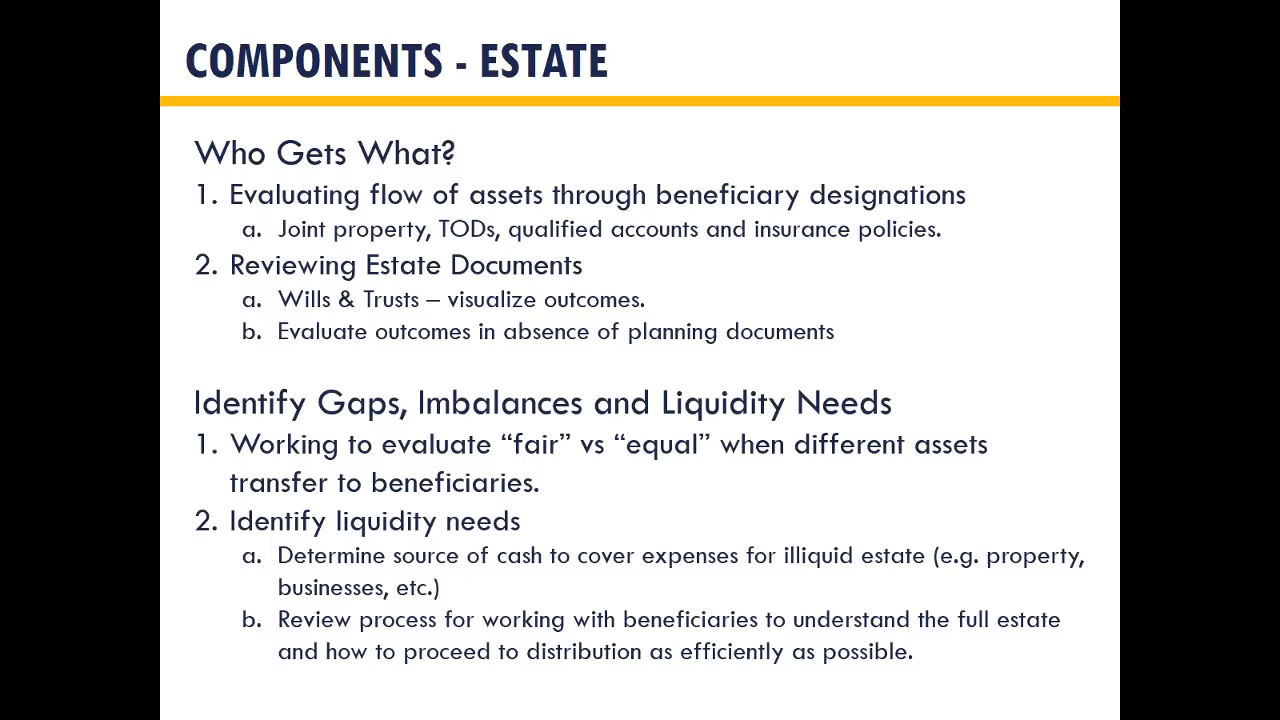 COMPONENTS - ESTATE
Who Gets What?
1. Evaluating flow of assets through beneficiary designations
a. Joint property, TODs, qualified accounts and insurance policies.
2. Reviewing Estate Documents
a. Wills & Trusts – visualize outcomes.
b. Evaluate outcomes in absence of planning documents
Identify Gaps, Imbalances and Liquidity Needs
1. Working to evaluate “fair” vs “equal” when different assets
transfer to beneficiaries.
2. Identify liquidity needs
a. Determine source of cash to cover expenses for illiquid estate (e.g. property,
businesses, etc.)
b. Review process for working with beneficiaries to understand the full estate
and how to proceed to distribution as efficiently as possible.